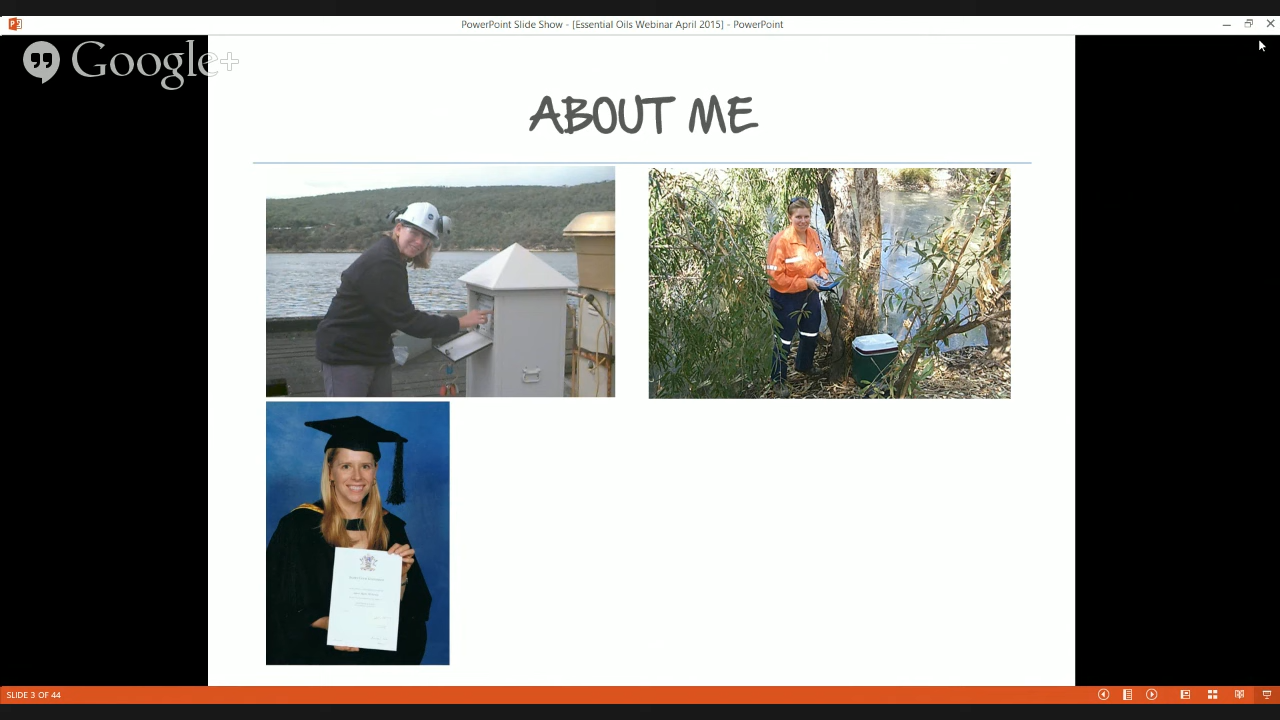 PowerPoint Slide Show - [Essential Oils Webinar April 2015] - PowerPoint
Google+
ABOUT ME
SLIDE 3 OF 44